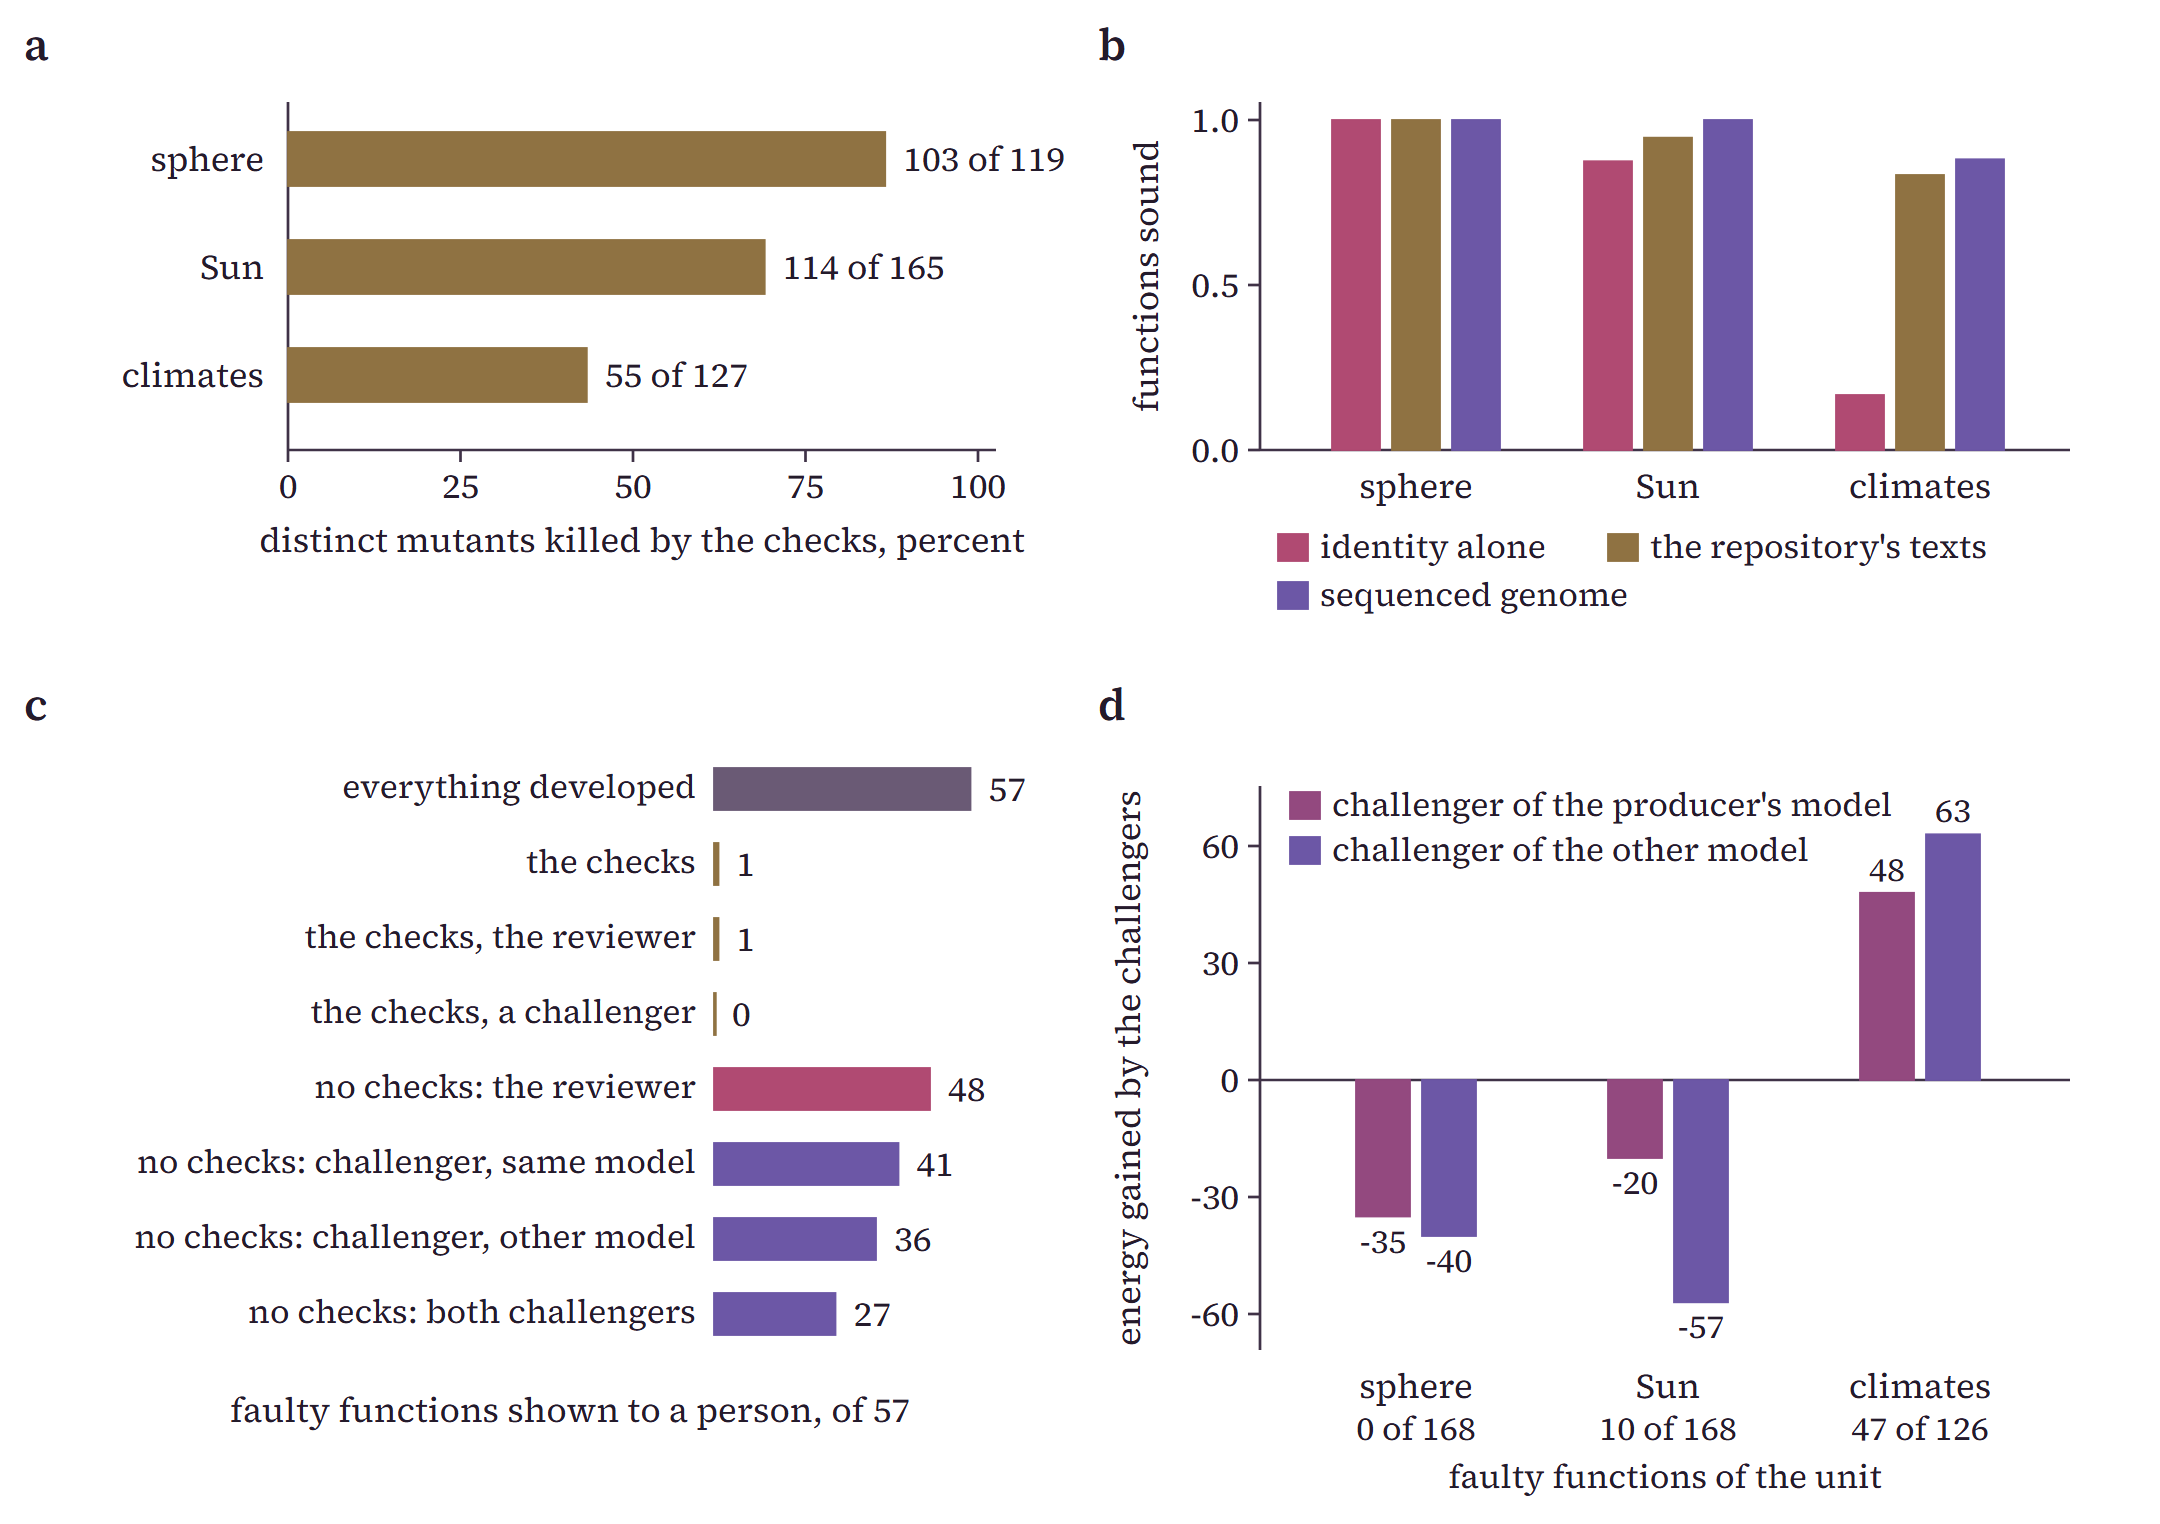 a
sphere
103 of 119
Sun
114 of 165
climates
55 of 127
0 25 50 75 100
distinct mutants killed by the checks, percent
b
functions sound
1.0
0.5
0.0
sphere Sun climates
identity alone
the repository's texts
sequenced genome
c
everything developed 57
the checks 1
the checks, the reviewer 1
the checks, a challenger 0
no checks: the reviewer 48
no checks: challenger, same model 41
no checks: challenger, other model 36
no checks: both challengers 27
faulty functions shown to a person, of 57
d
energy gained by the challengers
challenger of the producer's model
challenger of the other model
60
30
0
-30
-60
-35
-40
-20
-57
48
63
sphere Sun climates
0 of 168 10 of 168 47 of 126
faulty functions of the unit